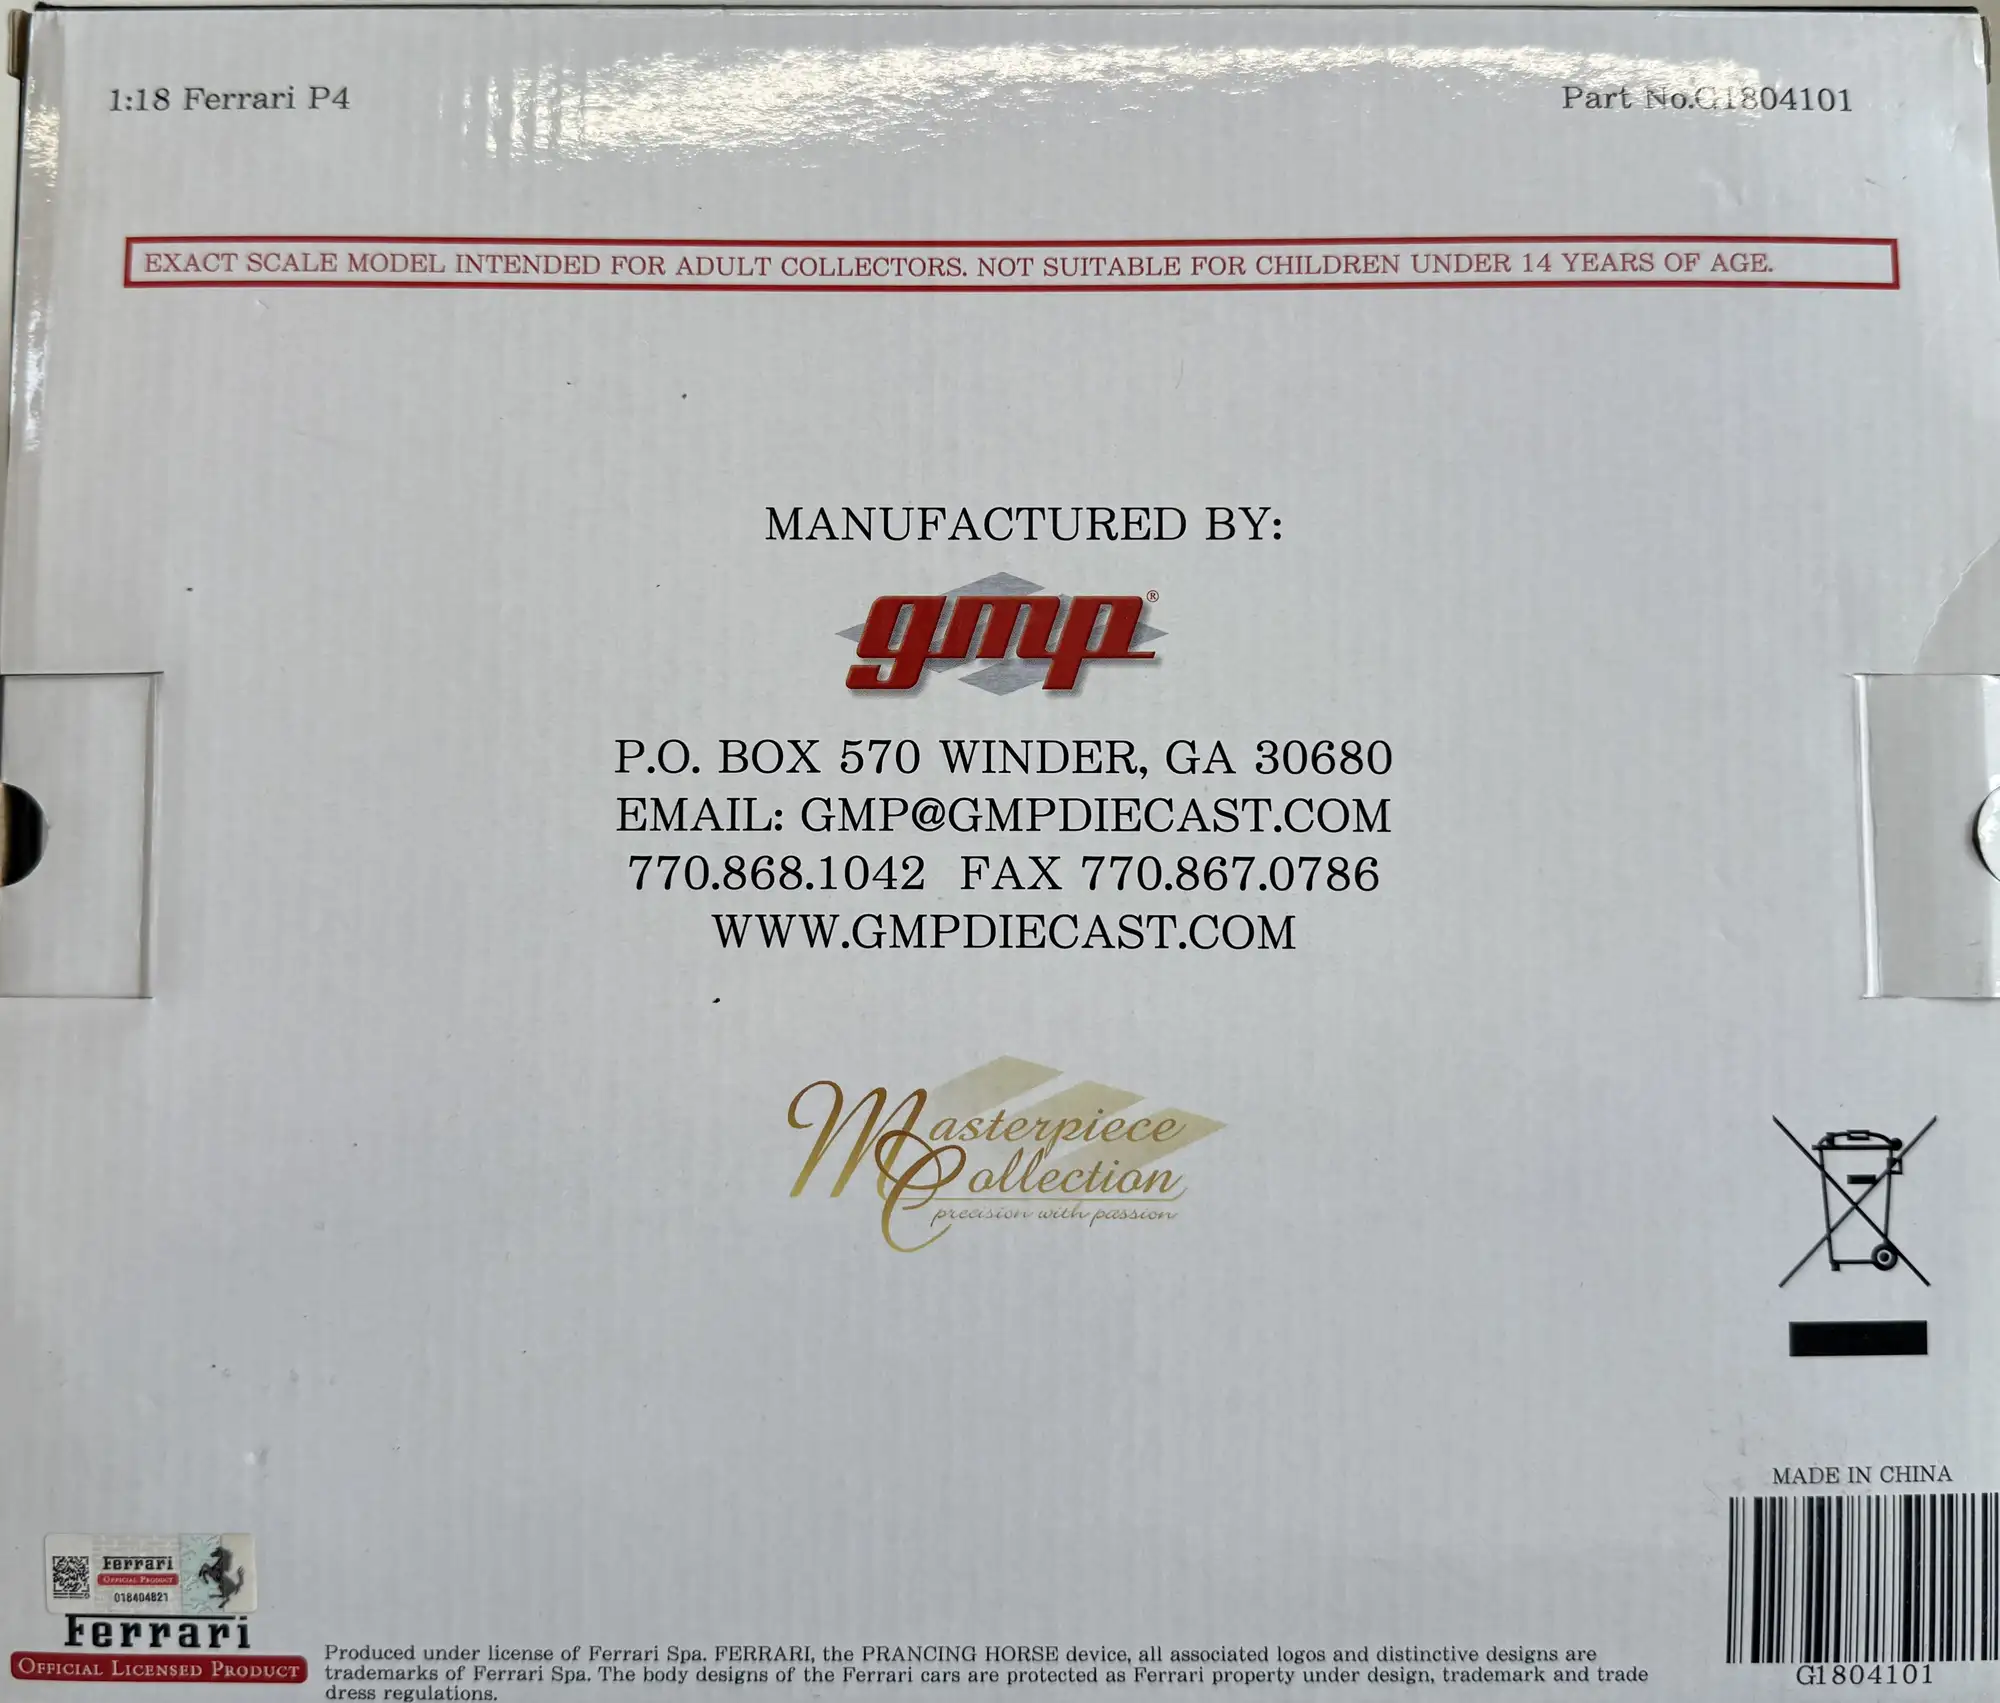 1:18 Ferrari P4
Part No.G1804101
EXACT SCALE MODEL INTENDED FOR ADULT COLLECTORS. NOT SUITABLE FOR CHILDREN UNDER 14 YEARS OF AGE.
MANUFACTURED BY:
gmp®
P.O. BOX 570 WINDER, GA 30680
EMAIL: GMP@GMPDIECAST.COM
770.868.1042 FAX 770.867.0786
WWW.GMPDIECAST.COM
Masterpiece
Collection
precision with passion
MADE IN CHINA
G1804101
Ferrari
OFFICIAL PRODUCT
018404821
Ferrari
OFFICIAL LICENSED PRODUCT
Produced under license of Ferrari Spa. FERRARI, the PRANCING HORSE device, all associated logos and distinctive designs are
trademarks of Ferrari Spa. The body designs of the Ferrari cars are protected as Ferrari property under design, trademark and trade
dress regulations.